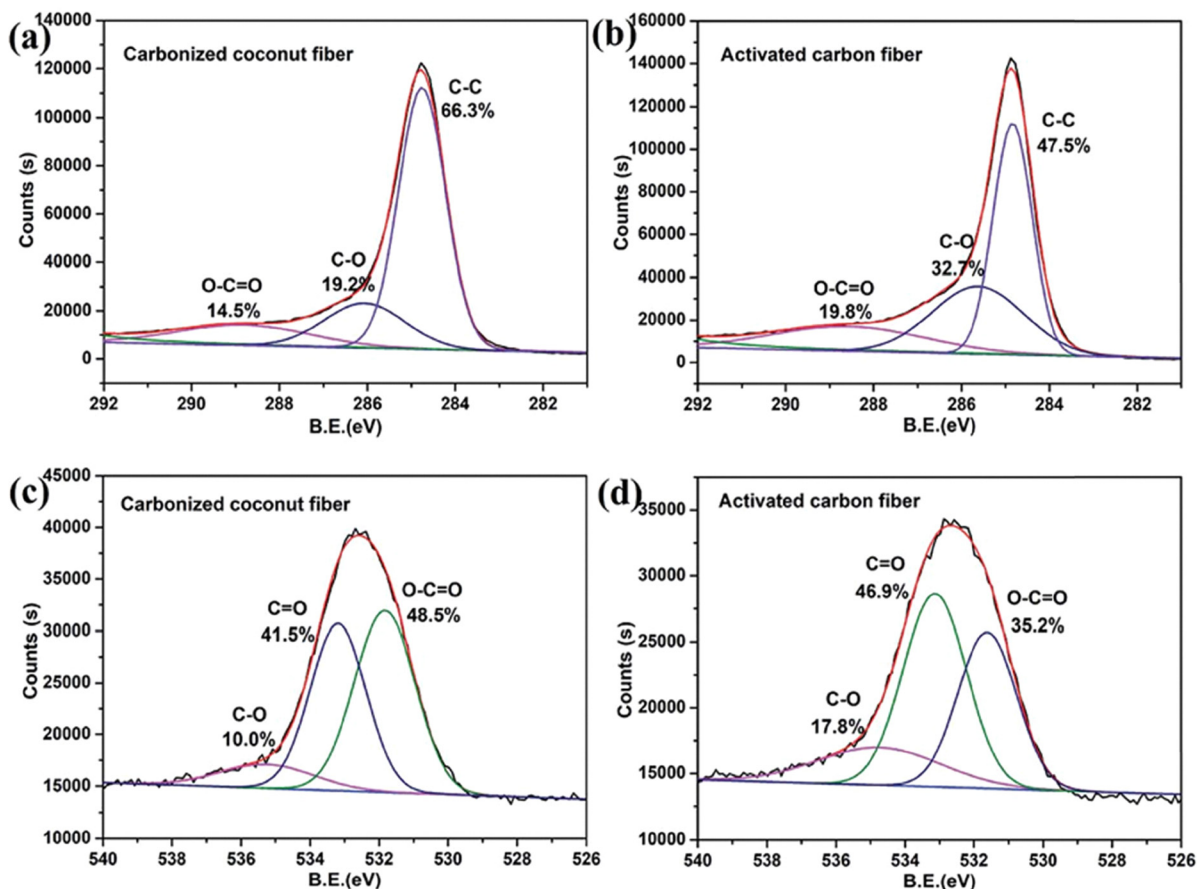 (a)
Carbonized coconut fiber
140000
120000
100000
80000
60000
40000
20000
0
Counts (s)
C-C
66.3%
C-O
19.2%
O-C=O
14.5%
292 290 288 286 284 282
B.E.(eV)
(b)
Activated carbon fiber
160000
140000
120000
100000
80000
60000
40000
20000
0
Counts (s)
C-C
47.5%
C-O
32.7%
O-C=O
19.8%
292 290 288 286 284 282
B.E.(eV)
(c)
Carbonized coconut fiber
45000
40000
35000
30000
25000
20000
15000
10000
Counts (s)
C=O
41.5%
O-C=O
48.5%
C-O
10.0%
540 538 536 534 532 530 528 526
B.E.(eV)
(d)
Activated carbon fiber
35000
30000
25000
20000
15000
10000
Counts (s)
C=O
46.9%
O-C=O
35.2%
C-O
17.8%
540 538 536 534 532 530 528 526
B.E.(eV)